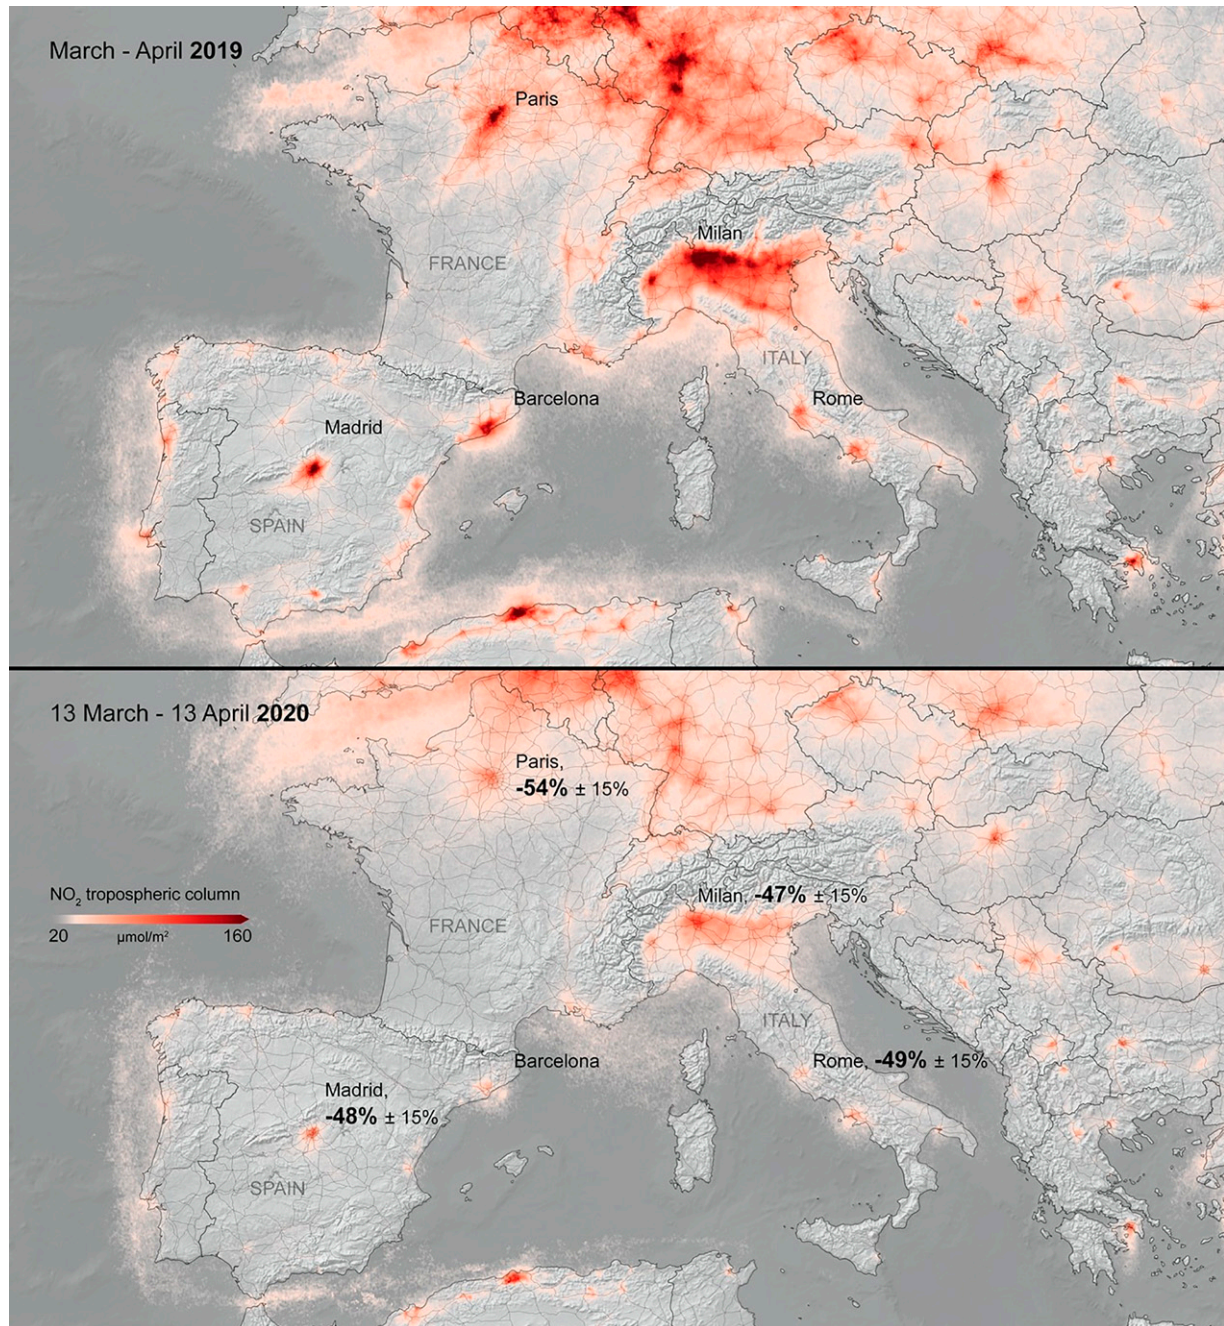 March - April 2019
Paris
Milan
FRANCE
ITALY
Barcelona
Rome
Madrid
SPAIN
13 March - 13 April 2020
Paris,
-54% ± 15%
NO₂ tropospheric column
20 µmol/m² 160
Milan, -47% ± 15%
FRANCE
ITALY
Barcelona
Rome, -49% ± 15%
Madrid,
-48% ± 15%
SPAIN